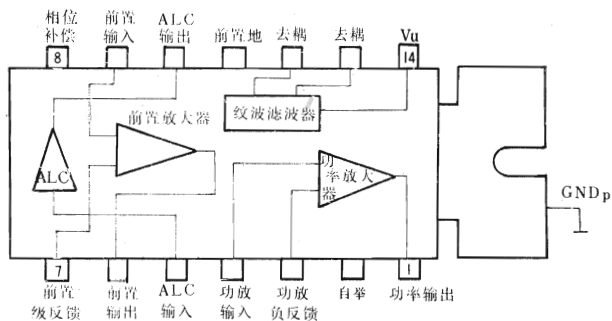 相位
补偿
前置
输入
ALC
输出
前置地
去耦
去耦
Vu
8
14
纹波滤波器
前置放大器
ALC
功
率放大
器
GNDp
7
1
前置
级反馈
前置
输出
ALC
输入
功放
输入
功放
负反馈
自举
功率输出